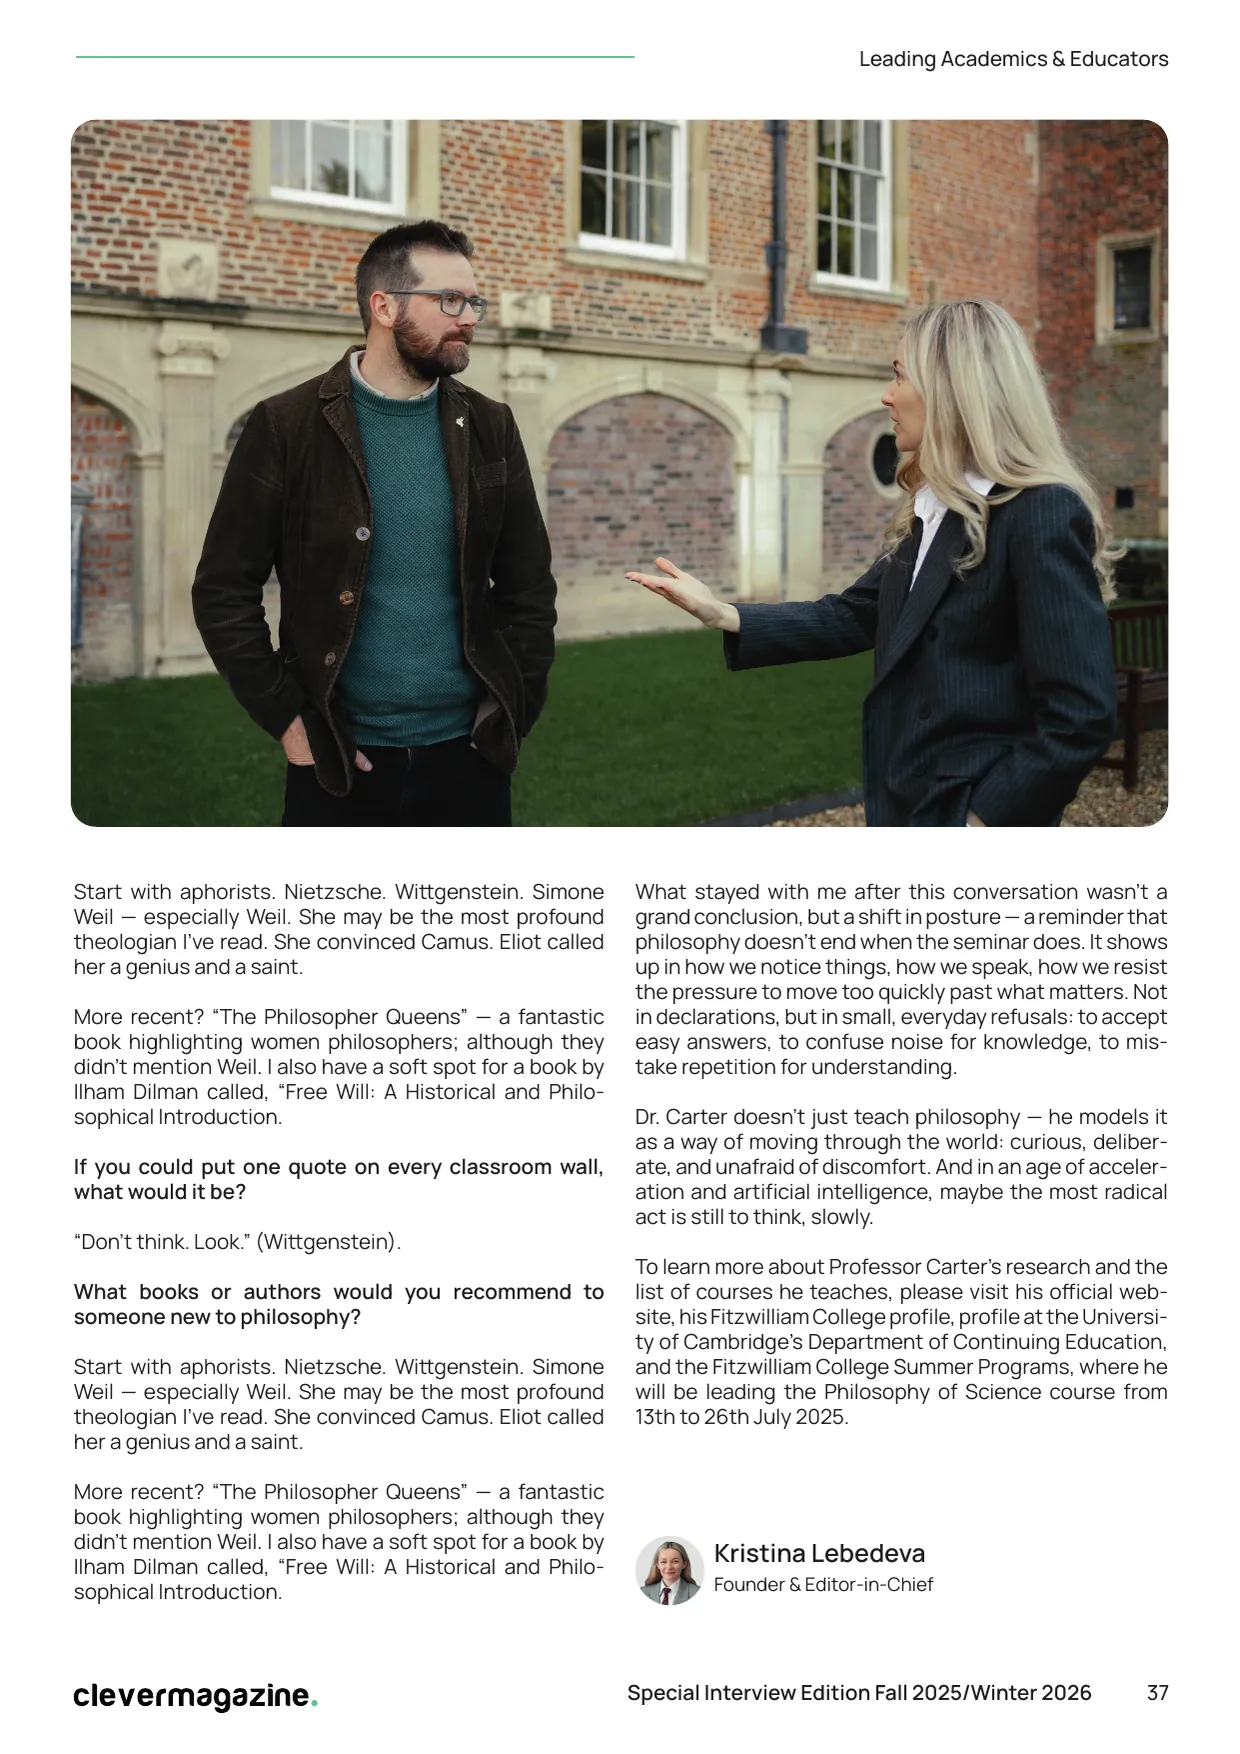 Leading Academics & Educators
Start with aphorists. Nietzsche. Wittgenstein. Simone
Weil — especially Weil. She may be the most profound
theologian I've read. She convinced Camus. Eliot called
her a genius and a saint.
More recent? “The Philosopher Queens” — a fantastic
book highlighting women philosophers; although they
didn't mention Weil. I also have a soft spot for a book by
Ilham Dilman called, “Free Will: A Historical and Philo-
sophical Introduction.
If you could put one quote on every classroom wall,
what would it be?
“Don't think. Look.” (Wittgenstein).
What books or authors would you recommend to
someone new to philosophy?
Start with aphorists. Nietzsche. Wittgenstein. Simone
Weil — especially Weil. She may be the most profound
theologian I've read. She convinced Camus. Eliot called
her a genius and a saint.
More recent? “The Philosopher Queens” — a fantastic
book highlighting women philosophers; although they
didn't mention Weil. I also have a soft spot for a book by
Ilham Dilman called, “Free Will: A Historical and Philo-
sophical Introduction.
What stayed with me after this conversation wasn't a
grand conclusion, but a shift in posture — a reminder that
philosophy doesn't end when the seminar does. It shows
up in how we notice things, how we speak, how we resist
the pressure to move too quickly past what matters. Not
in declarations, but in small, everyday refusals: to accept
easy answers, to confuse noise for knowledge, to mis-
take repetition for understanding.
Dr. Carter doesn't just teach philosophy — he models it
as a way of moving through the world: curious, deliber-
ate, and unafraid of discomfort. And in an age of acceler-
ation and artificial intelligence, maybe the most radical
act is still to think, slowly.
To learn more about Professor Carter's research and the
list of courses he teaches, please visit his official web-
site, his Fitzwilliam College profile, profile at the Universi-
ty of Cambridge's Department of Continuing Education,
and the Fitzwilliam College Summer Programs, where he
will be leading the Philosophy of Science course from
13th to 26th July 2025.
Kristina Lebedeva
Founder & Editor-in-Chief
clevermagazine.
Special Interview Edition Fall 2025/Winter 2026
37